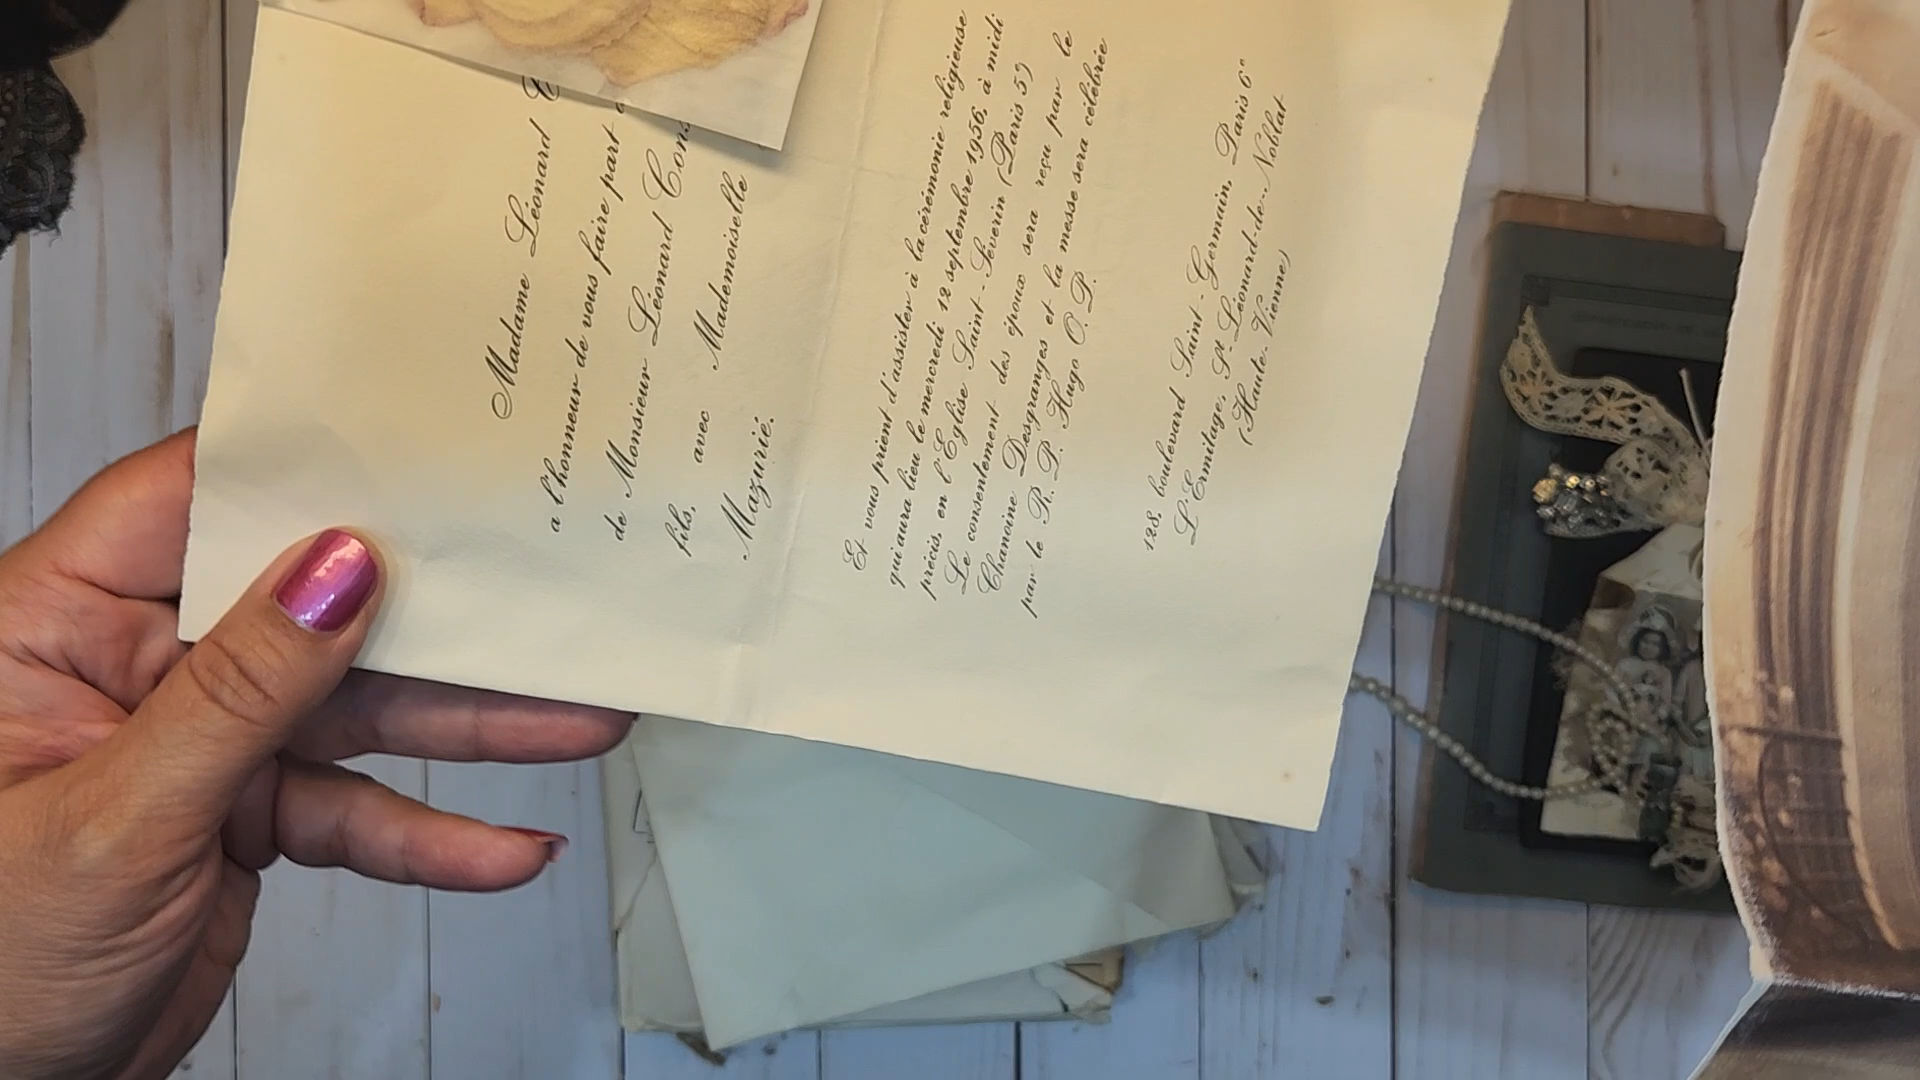 Madame Léonard
a l'honneur de vous faire part
de Monsieur Léonard Cons
fils, avec Mademoiselle
Mazurié.
Et vous prient d'assister à la cérémonie religieuse
qui aura lieu le mercredi 12 septembre 1956, à midi
précis, en l'Eglise Saint-Séverin (Paris 5e)
Le consentement des époux sera reçu par le
Chanoine Desgranges et la messe sera célébrée
par le R. P. Hugo O. P.
128, boulevard Saint-Germain, Paris 6e
L'Ermitage, St Léonard-de-Noblat
(Haute-Vienne)